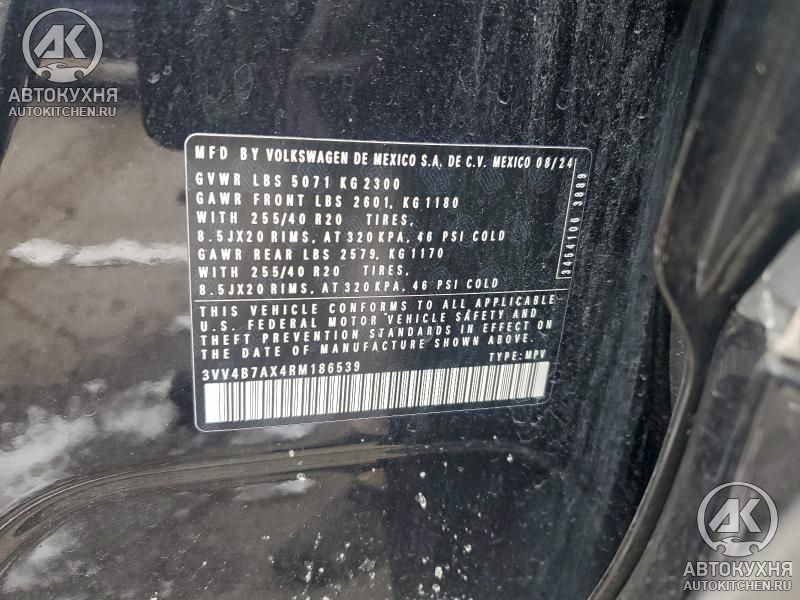 AK
АВТОКУХНЯ
AUTOKITCHEN.RU
MFD BY VOLKSWAGEN DE MEXICO S.A. DE C.V. MEXICO 08/24
GVWR LBS 5071 KG 2300
GAWR FRONT LBS 2601, KG 1180
WITH 255/40 R20 TIRES,
8.5JX20 RIMS, AT 320 KPA, 46 PSI COLD
GAWR REAR LBS 2579, KG 1170
WITH 255/40 R20 TIRES,
8.5JX20 RIMS, AT 320 KPA, 46 PSI COLD
THIS VEHICLE CONFORMS TO ALL APPLICABLE
U.S. FEDERAL MOTOR VEHICLE SAFETY AND
THEFT PREVENTION STANDARDS IN EFFECT ON
THE DATE OF MANUFACTURE SHOWN ABOVE.
3VV4B7AX4RM186539 TYPE: MPV
3454106 3889
AK
АВТОКУХНЯ
AUTOKITCHEN.RU